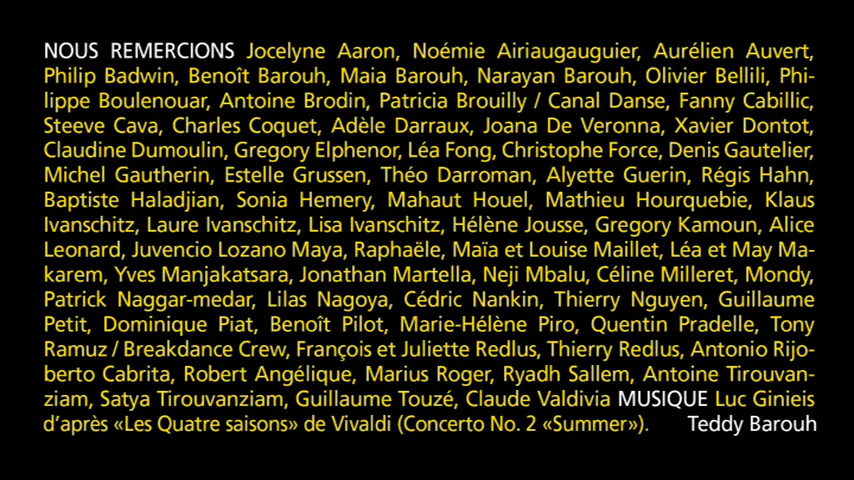 NOUS REMERCIONS Jocelyne Aaron, Noémie Airiaugauguier, Aurélien Auvert,
Philip Badwin, Benoît Barouh, Maia Barouh, Narayan Barouh, Olivier Bellili, Phi-
lippe Boulenouar, Antoine Brodin, Patricia Brouilly / Canal Danse, Fanny Cabillic,
Steeve Cava, Charles Coquet, Adèle Darraux, Joana De Veronna, Xavier Dontot,
Claudine Dumoulin, Gregory Elphenor, Léa Fong, Christophe Force, Denis Gautelier,
Michel Gautherin, Estelle Grussen, Théo Darroman, Alyette Guerin, Régis Hahn,
Baptiste Haladjian, Sonia Hemery, Mahaut Houel, Mathieu Hourquebie, Klaus
Ivanschitz, Laure Ivanschitz, Lisa Ivanschitz, Hélène Jousse, Gregory Kamoun, Alice
Leonard, Juvencio Lozano Maya, Raphaële, Maïa et Louise Maillet, Léa et May Ma-
karem, Yves Manjakatsara, Jonathan Martella, Neji Mbalu, Céline Milleret, Mondy,
Patrick Naggar-medar, Lilas Nagoya, Cédric Nankin, Thierry Nguyen, Guillaume
Petit, Dominique Piat, Benoît Pilot, Marie-Hélène Piro, Quentin Pradelle, Tony
Ramuz / Breakdance Crew, François et Juliette Redlus, Thierry Redlus, Antonio Rijo-
berto Cabrita, Robert Angélique, Marius Roger, Ryadh Sallem, Antoine Tirouvan-
ziam, Satya Tirouvanziam, Guillaume Touzé, Claude Valdivia MUSIQUE Luc Ginieis
d’après «Les Quatre saisons» de Vivaldi (Concerto No. 2 «Summer»). Teddy Barouh